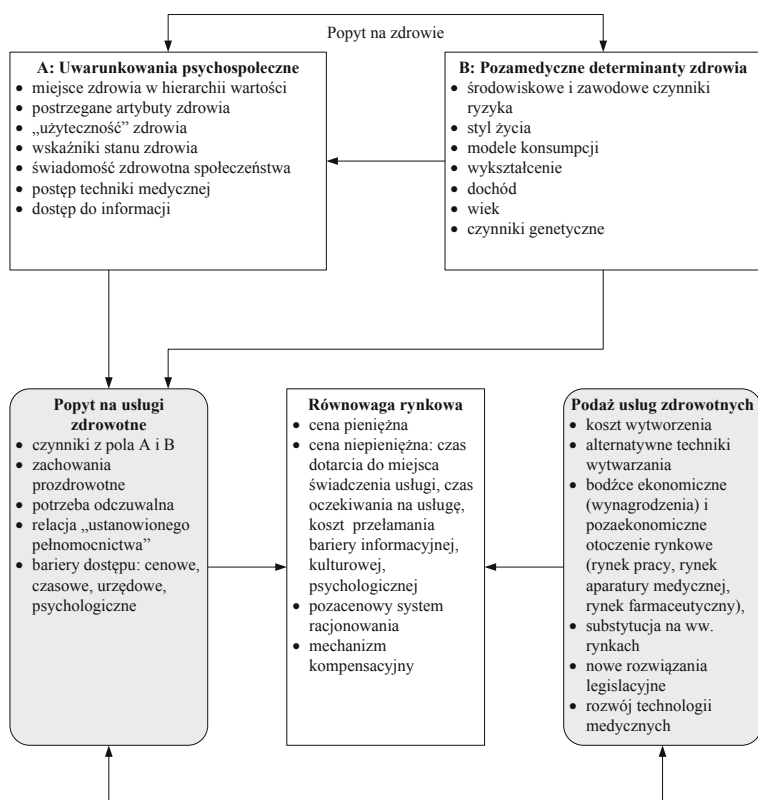 Popyt na zdrowie
A: Uwarunkowania psychospołeczne
• miejsce zdrowia w hierarchii wartości
• postrzegane artybuty zdrowia
• „użyteczność” zdrowia
• wskaźniki stanu zdrowia
• świadomość zdrowotna społeczeństwa
• postęp techniki medycznej
• dostęp do informacji
B: Pozamedyczne determinanty zdrowia
• środowiskowe i zawodowe czynniki
ryzyka
• styl życia
• modele konsumpcji
• wykształcenie
• dochód
• wiek
• czynniki genetyczne
Popyt na usługi
zdrowotne
• czynniki z pola A i B
• zachowania
prozdrowotne
• potrzeba odczuwalna
• relacja „ustanowionego
pełnomocnictwa”
• bariery dostępu: cenowe,
czasowe, urzędowe,
psychologiczne
Równowaga rynkowa
• cena pieniężna
• cena niepieniężna: czas
dotarcia do miejsca
świadczenia usługi, czas
oczekiwania na usługę,
koszt przełamania
bariery informacyjnej,
kulturowej,
psychologicznej
• pozacenowy system
racjonowania
• mechanizm
kompensacyjny
Podaż usług zdrowotnych
• koszt wytworzenia
• alternatywne techniki
wytwarzania
• bodźce ekonomiczne
(wynagrodzenia) i
pozaekonomiczne
otoczenie rynkowe
(rynek pracy, rynek
aparatury medycznej,
rynek farmaceutyczny),
• substytucja na ww.
rynkach
• nowe rozwiązania
legislacyjne
• rozwój technologii
medycznych